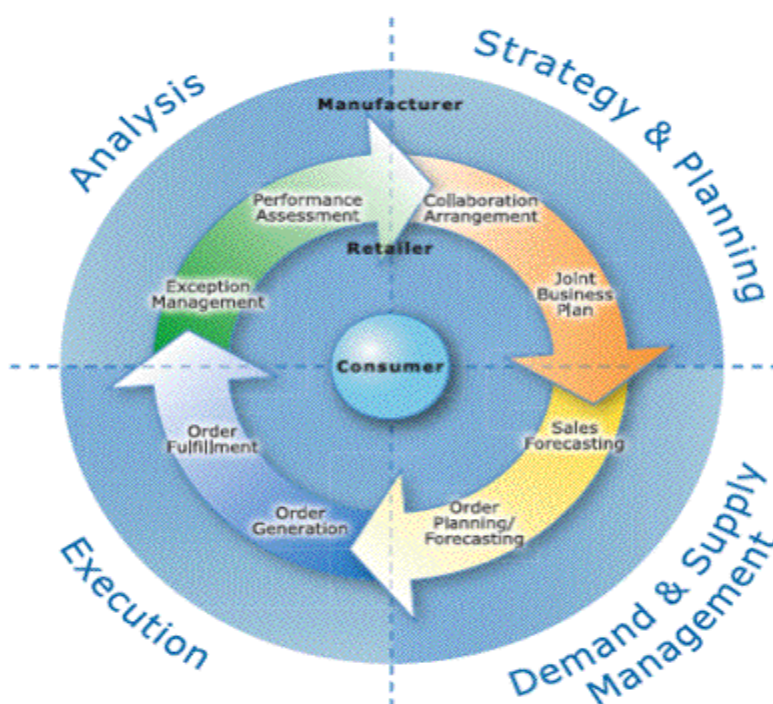 Strategy & Planning
Analysis
Manufacturer
Performance
Assessment
Collaboration
Arrangement
Retailer
Exception
Management
Joint
Business
Plan
Consumer
Order
Fulfillment
Sales
Forecasting
Order
Generation
Order
Planning/
Forecasting
Execution
Demand & Supply
Management